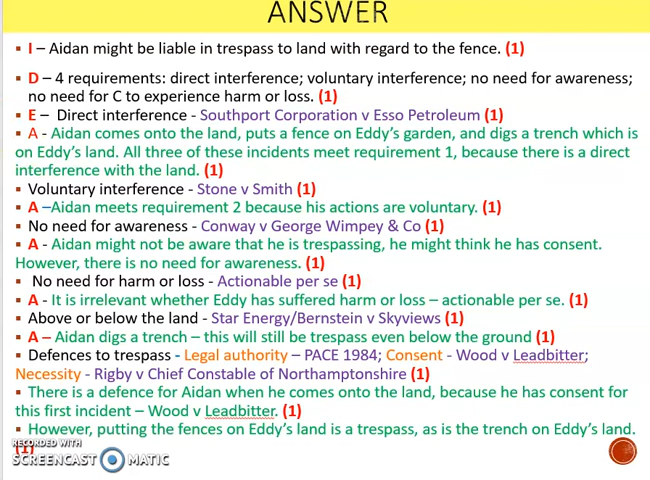 ANSWER
▪ I – Aidan might be liable in trespass to land with regard to the fence. (1)
▪ D – 4 requirements: direct interference; voluntary interference; no need for awareness;
no need for C to experience harm or loss. (1)
▪ E – Direct interference - Southport Corporation v Esso Petroleum (1)
▪ A - Aidan comes onto the land, puts a fence on Eddy's garden, and digs a trench which is
on Eddy's land. All three of these incidents meet requirement 1, because there is a direct
interference with the land. (1)
▪ Voluntary interference - Stone v Smith (1)
▪ A –Aidan meets requirement 2 because his actions are voluntary. (1)
▪ No need for awareness - Conway v George Wimpey & Co (1)
▪ A - Aidan might not be aware that he is trespassing, he might think he has consent.
However, there is no need for awareness. (1)
▪ No need for harm or loss - Actionable per se (1)
▪ A - It is irrelevant whether Eddy has suffered harm or loss – actionable per se. (1)
▪ Above or below the land - Star Energy/Bernstein v Skyviews (1)
▪ A – Aidan digs a trench – this will still be trespass even below the ground (1)
▪ Defences to trespass - Legal authority – PACE 1984; Consent - Wood v Leadbitter;
Necessity - Rigby v Chief Constable of Northamptonshire (1)
▪ There is a defence for Aidan when he comes onto the land, because he has consent for
this first incident – Wood v Leadbitter. (1)
▪ However, putting the fences on Eddy's land is a trespass, as is the trench on Eddy's land.
(1)
RECORDED WITH
SCREENCAST MATIC